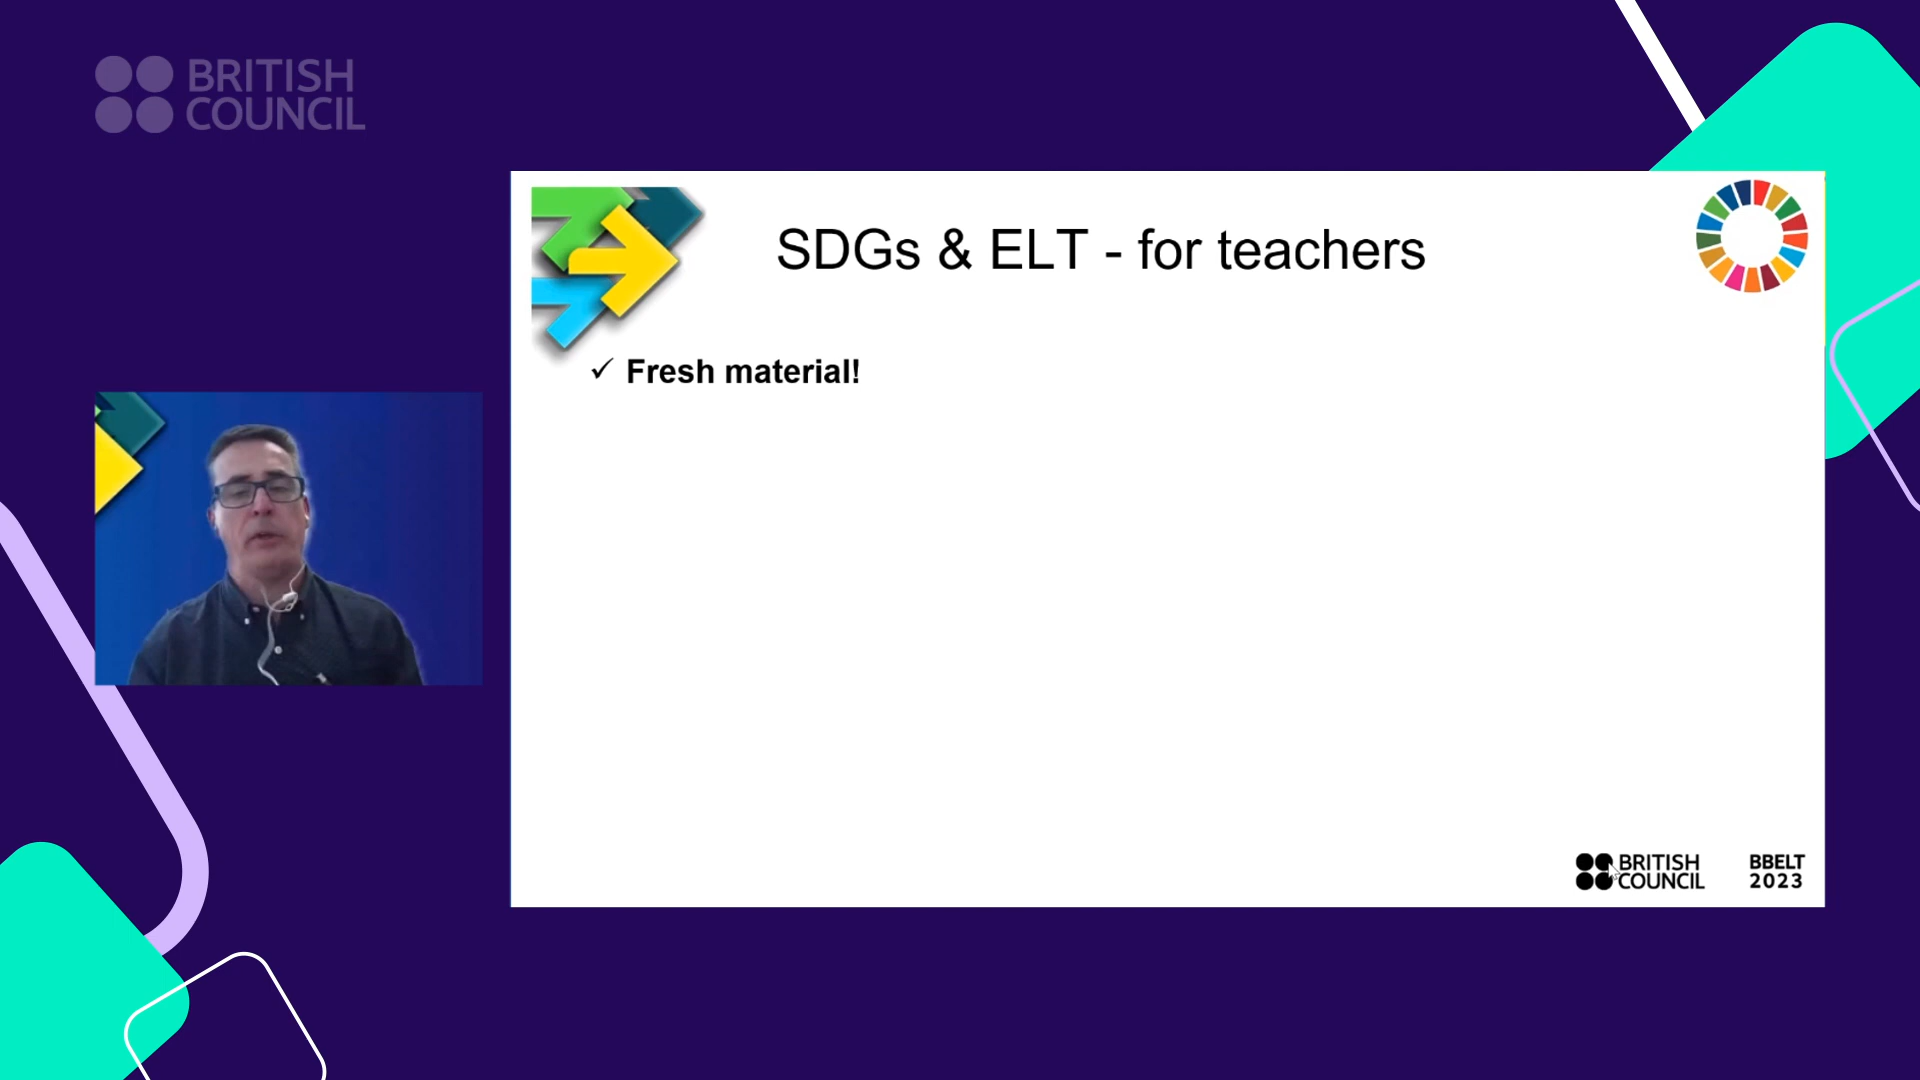 BRITISH
COUNCIL
SDGs & ELT - for teachers
✓ Fresh material!
BRITISH
COUNCIL
BBELT
2023